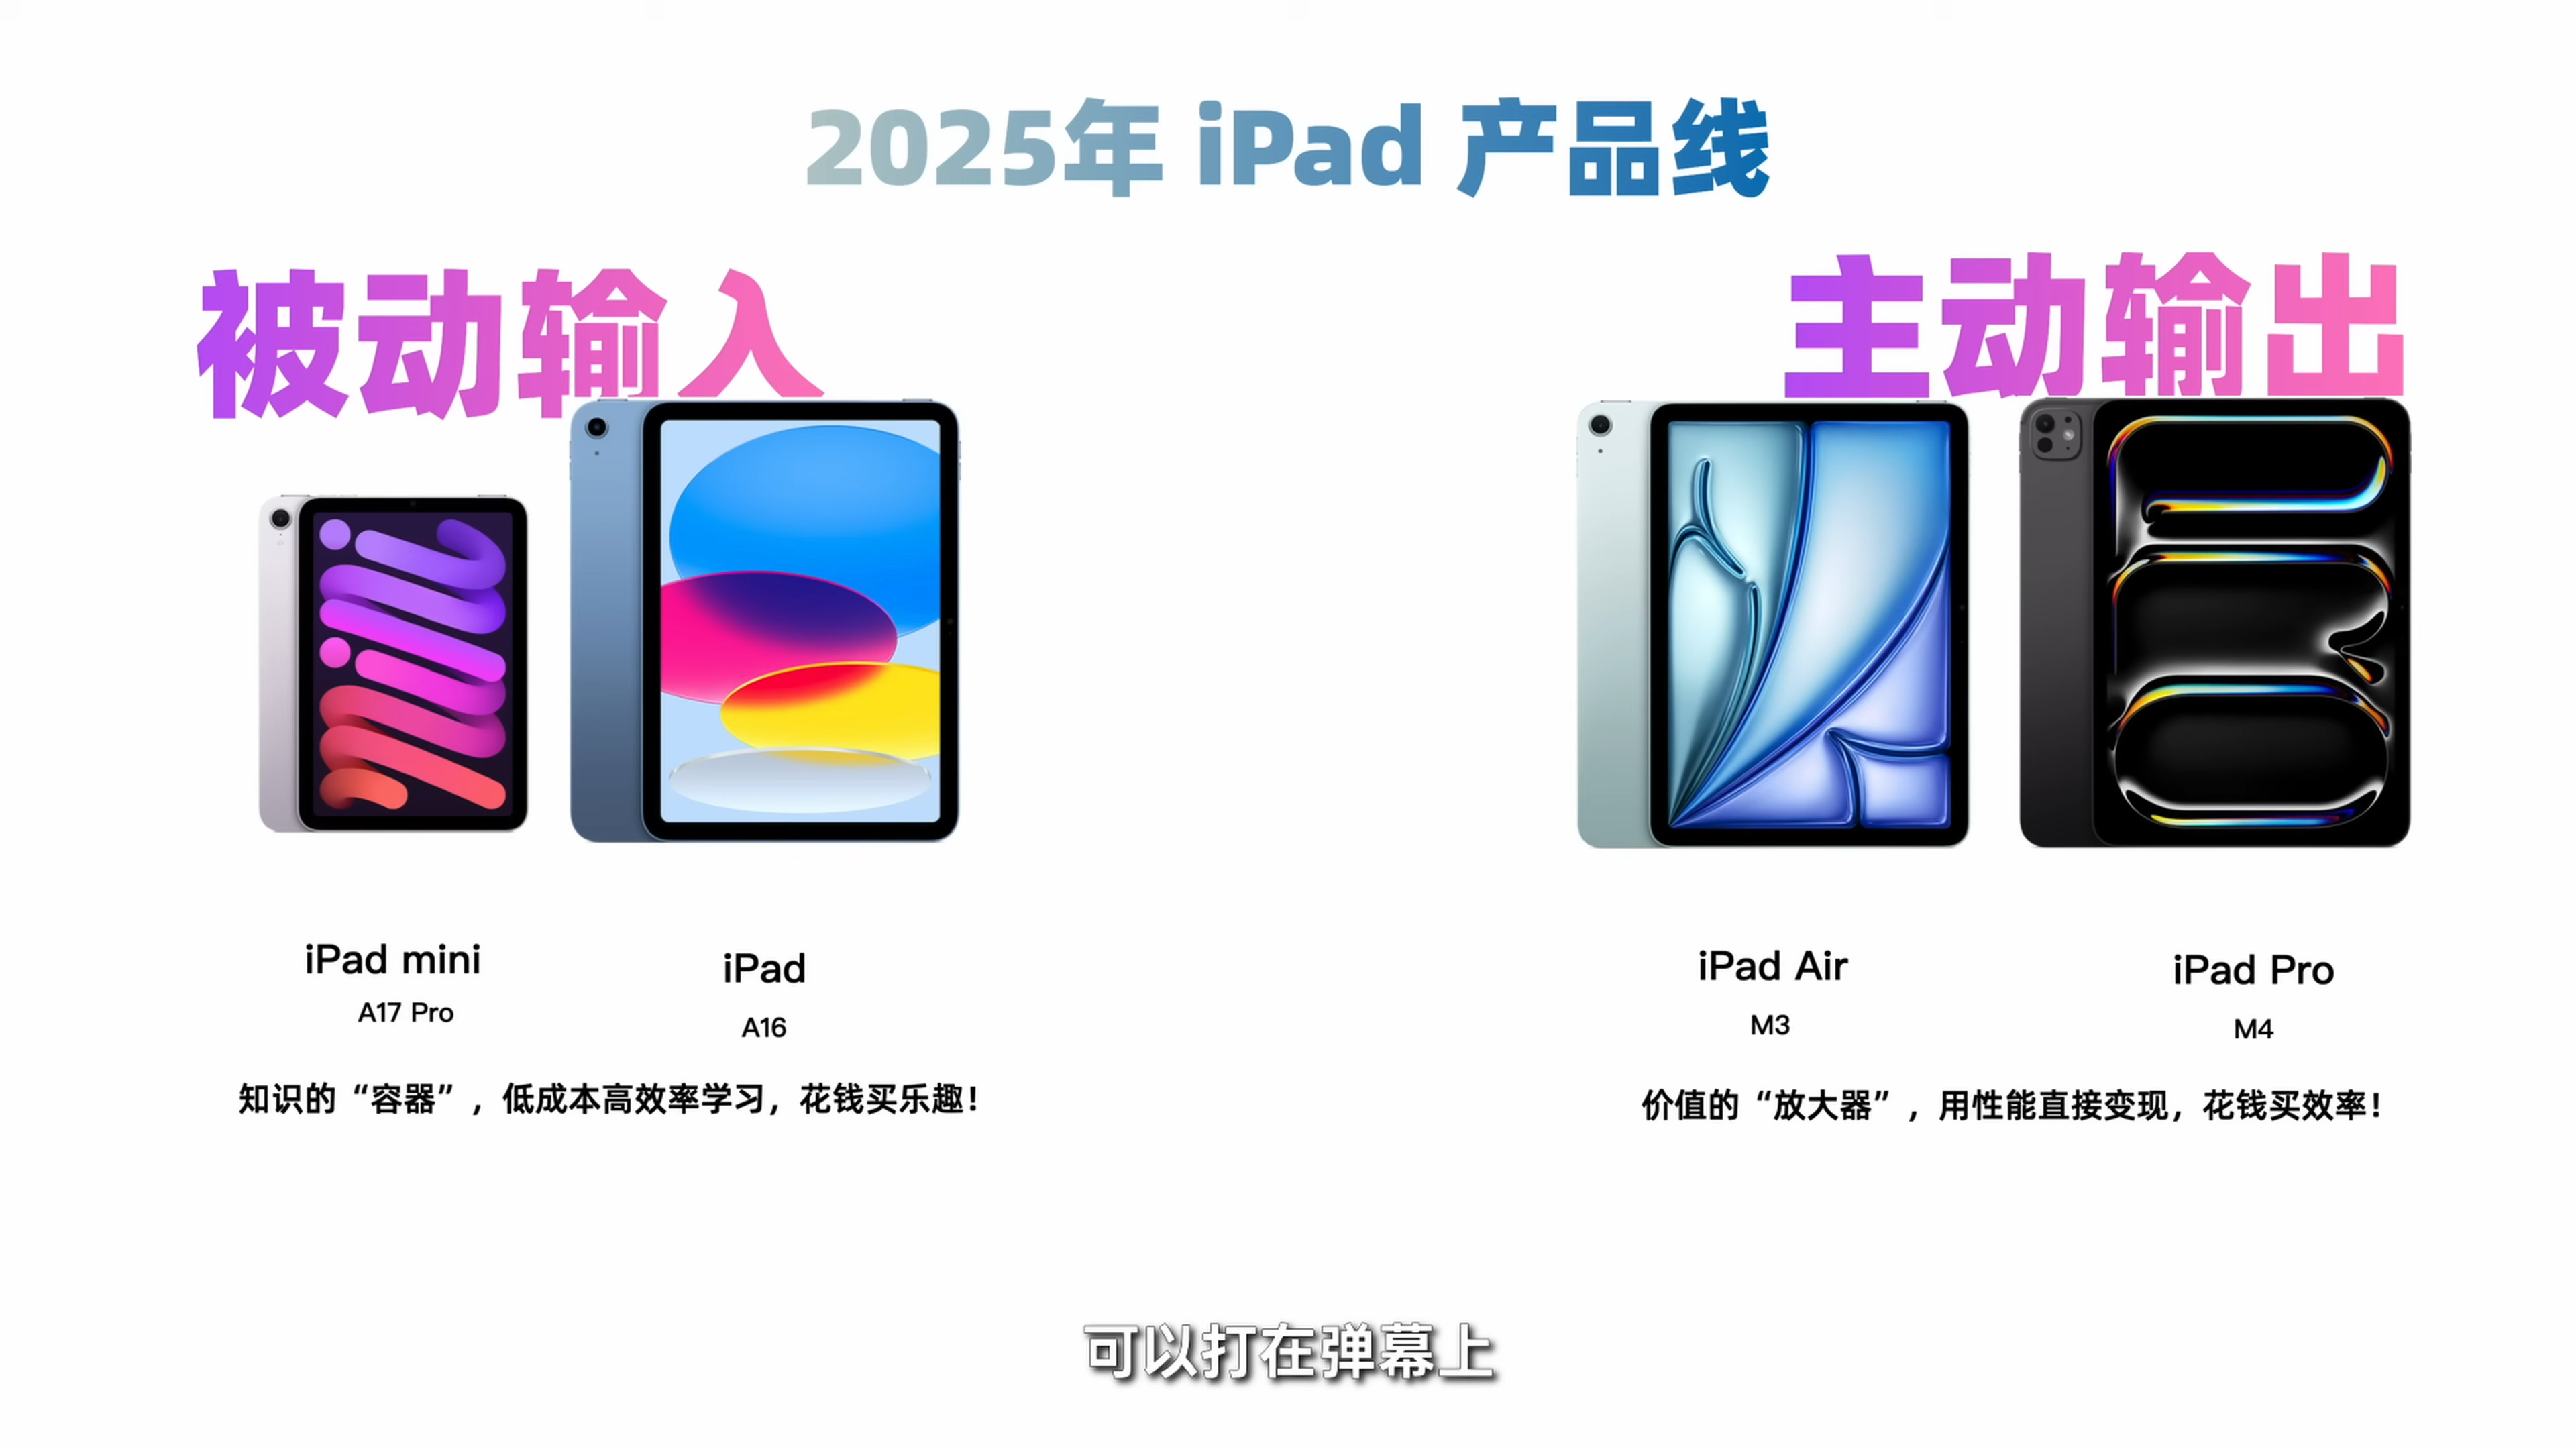 2025年 iPad 产品线
被动输入
主动输出
iPad mini
A17 Pro
iPad
A16
iPad Air
M3
iPad Pro
M4
知识的“容器”，低成本高效率学习，花钱买乐趣！
价值的“放大器”，用性能直接变现，花钱买效率！
可以打在弹幕上